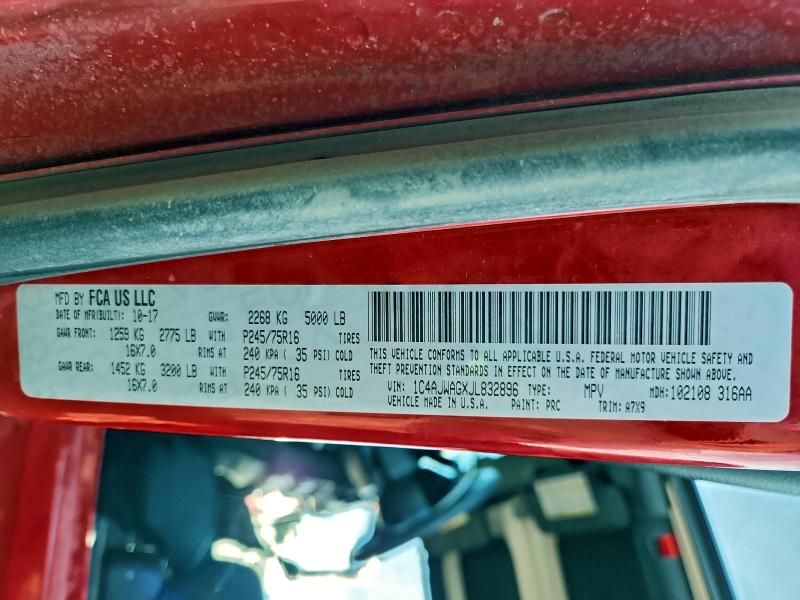 MFD BY FCA US LLC
DATE OF MFR(BUILT): 10-17 GVWR: 2268 KG 5000 LB
GAWR FRONT: 1259 KG 2775 LB WITH P245/75R16 TIRES
16X7.0 RIMS AT 240 KPA ( 35 PSI) COLD
GAWR REAR: 1452 KG 3200 LB WITH P245/75R16 TIRES
16X7.0 RIMS AT 240 KPA ( 35 PSI) COLD
THIS VEHICLE CONFORMS TO ALL APPLICABLE U.S.A. FEDERAL MOTOR VEHICLE SAFETY AND
THEFT PREVENTION STANDARDS IN EFFECT ON THE DATE OF MANUFACTURE SHOWN ABOVE.
VIN: 1C4AJWAGXJL832896 TYPE: MPV MDH:102108 316AA
VEHICLE MADE IN U.S.A. PAINT: PRC TRIM: A7X9